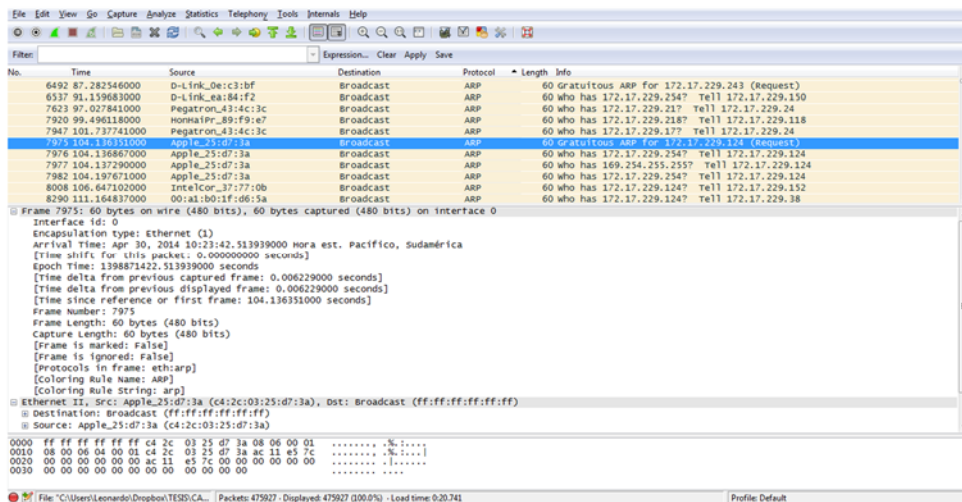 File Edit View Go Capture Analyze Statistics Telephony Tools Internals Help
Filter: Expression... Clear Apply Save
No. Time Source Destination Protocol Length Info
6492 87.282546000 D-Link_0e:c3:bf Broadcast ARP 60 Gratuitous ARP for 172.17.229.243 (Request)
6537 91.159683000 D-Link_ea:84:f2 Broadcast ARP 60 Who has 172.17.229.254? Tell 172.17.229.150
7623 97.027841000 Pegatron_43:4c:3c Broadcast ARP 60 Who has 172.17.229.21? Tell 172.17.229.24
7920 99.496118000 HonHaiPr_89:f9:e7 Broadcast ARP 60 Who has 172.17.229.218? Tell 172.17.229.118
7947 101.737741000 Pegatron_43:4c:3c Broadcast ARP 60 Who has 172.17.229.17? Tell 172.17.229.24
7975 104.136351000 Apple_25:d7:3a Broadcast ARP 60 Gratuitous ARP for 172.17.229.124 (Request)
7976 104.136867000 Apple_25:d7:3a Broadcast ARP 60 Who has 172.17.229.254? Tell 172.17.229.124
7977 104.137290000 Apple_25:d7:3a Broadcast ARP 60 Who has 169.254.255.255? Tell 172.17.229.124
7982 104.197671000 Apple_25:d7:3a Broadcast ARP 60 Who has 172.17.229.254? Tell 172.17.229.124
8008 106.647102000 IntelCor_37:77:0b Broadcast ARP 60 Who has 172.17.229.124? Tell 172.17.229.152
8290 111.164837000 00:a1:b0:1f:d6:5a Broadcast ARP 60 Who has 172.17.229.124? Tell 172.17.229.38
Frame 7975: 60 bytes on wire (480 bits), 60 bytes captured (480 bits) on interface 0
Interface id: 0
Encapsulation type: Ethernet (1)
Arrival Time: Apr 30, 2014 10:23:42.513939000 Hora est. Pacífico, Sudamérica
[Time shift for this packet: 0.000000000 seconds]
Epoch Time: 1398871422.513939000 seconds
[Time delta from previous captured frame: 0.006229000 seconds]
[Time delta from previous displayed frame: 0.006229000 seconds]
[Time since reference or first frame: 104.136351000 seconds]
Frame Number: 7975
Frame Length: 60 bytes (480 bits)
Capture Length: 60 bytes (480 bits)
[Frame is marked: False]
[Frame is ignored: False]
[Protocols in frame: eth:arp]
[Coloring Rule Name: ARP]
[Coloring Rule String: arp]
Ethernet II, Src: Apple_25:d7:3a (c4:2c:03:25:d7:3a), Dst: Broadcast (ff:ff:ff:ff:ff:ff)
Destination: Broadcast (ff:ff:ff:ff:ff:ff)
Source: Apple_25:d7:3a (c4:2c:03:25:d7:3a)
0000 ff ff ff ff ff ff c4 2c 03 25 d7 3a 08 06 00 01 ......., .%.:....
0010 08 00 06 04 00 01 c4 2c 03 25 d7 3a ac 11 e5 7c ......., .%.:...|
0020 00 00 00 00 00 00 ac 11 e5 7c 00 00 00 00 00 00 ........ .|......
0030 00 00 00 00 00 00 00 00 00 00 00 00 ........ ....
File: "C:\Users\Leonardo\Dropbox\TESIS\CA... Packets: 475927 · Displayed: 475927 (100.0%) · Load time: 0:20.741 Profile: Default